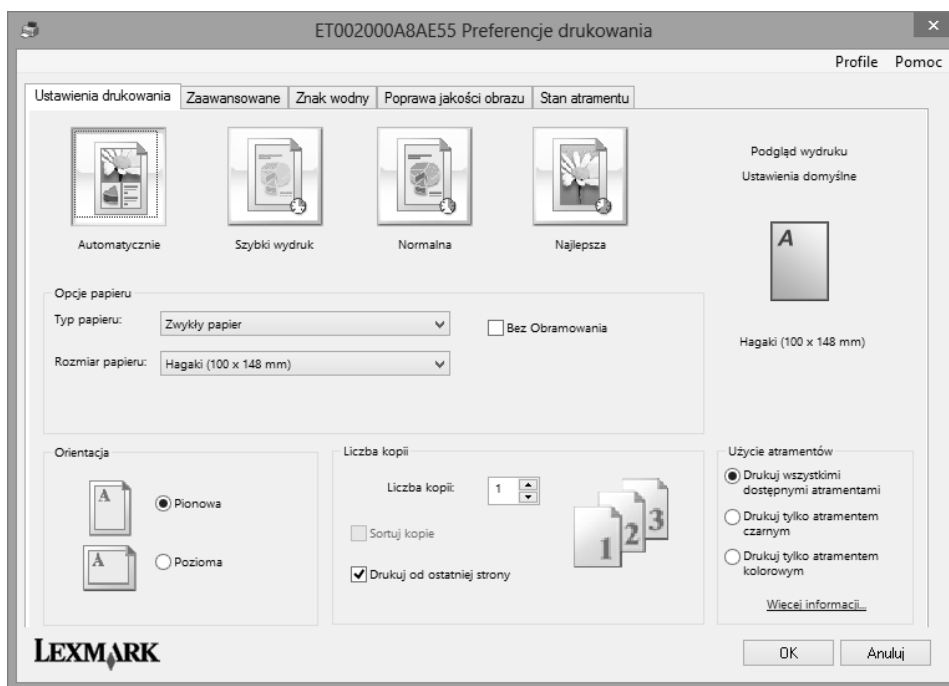 ET002000A8AE55 Preferencje drukowania
Profile Pomoc
Ustawienia drukowania Zaawansowane Znak wodny Poprawa jakości obrazu Stan atramentu
Automatycznie Szybki wydruk Normalna Najlepsza
Podgląd wydruku
Ustawienia domyślne
A
Hagaki (100 x 148 mm)
Opcje papieru
Typ papieru: Zwykły papier
Bez Obramowania
Rozmiar papieru: Hagaki (100 x 148 mm)
Orientacja
A
Pionowa
A
Pozioma
Liczba kopii
Liczba kopii: 1
Sortuj kopie
Drukuj od ostatniej strony
1 2 3
Użycie atramentów
Drukuj wszystkimi
dostępnymi atramentami
Drukuj tylko atramentem
czarnym
Drukuj tylko atramentem
kolorowym
Więcej informacji...
LEXMARK
OK Anuluj